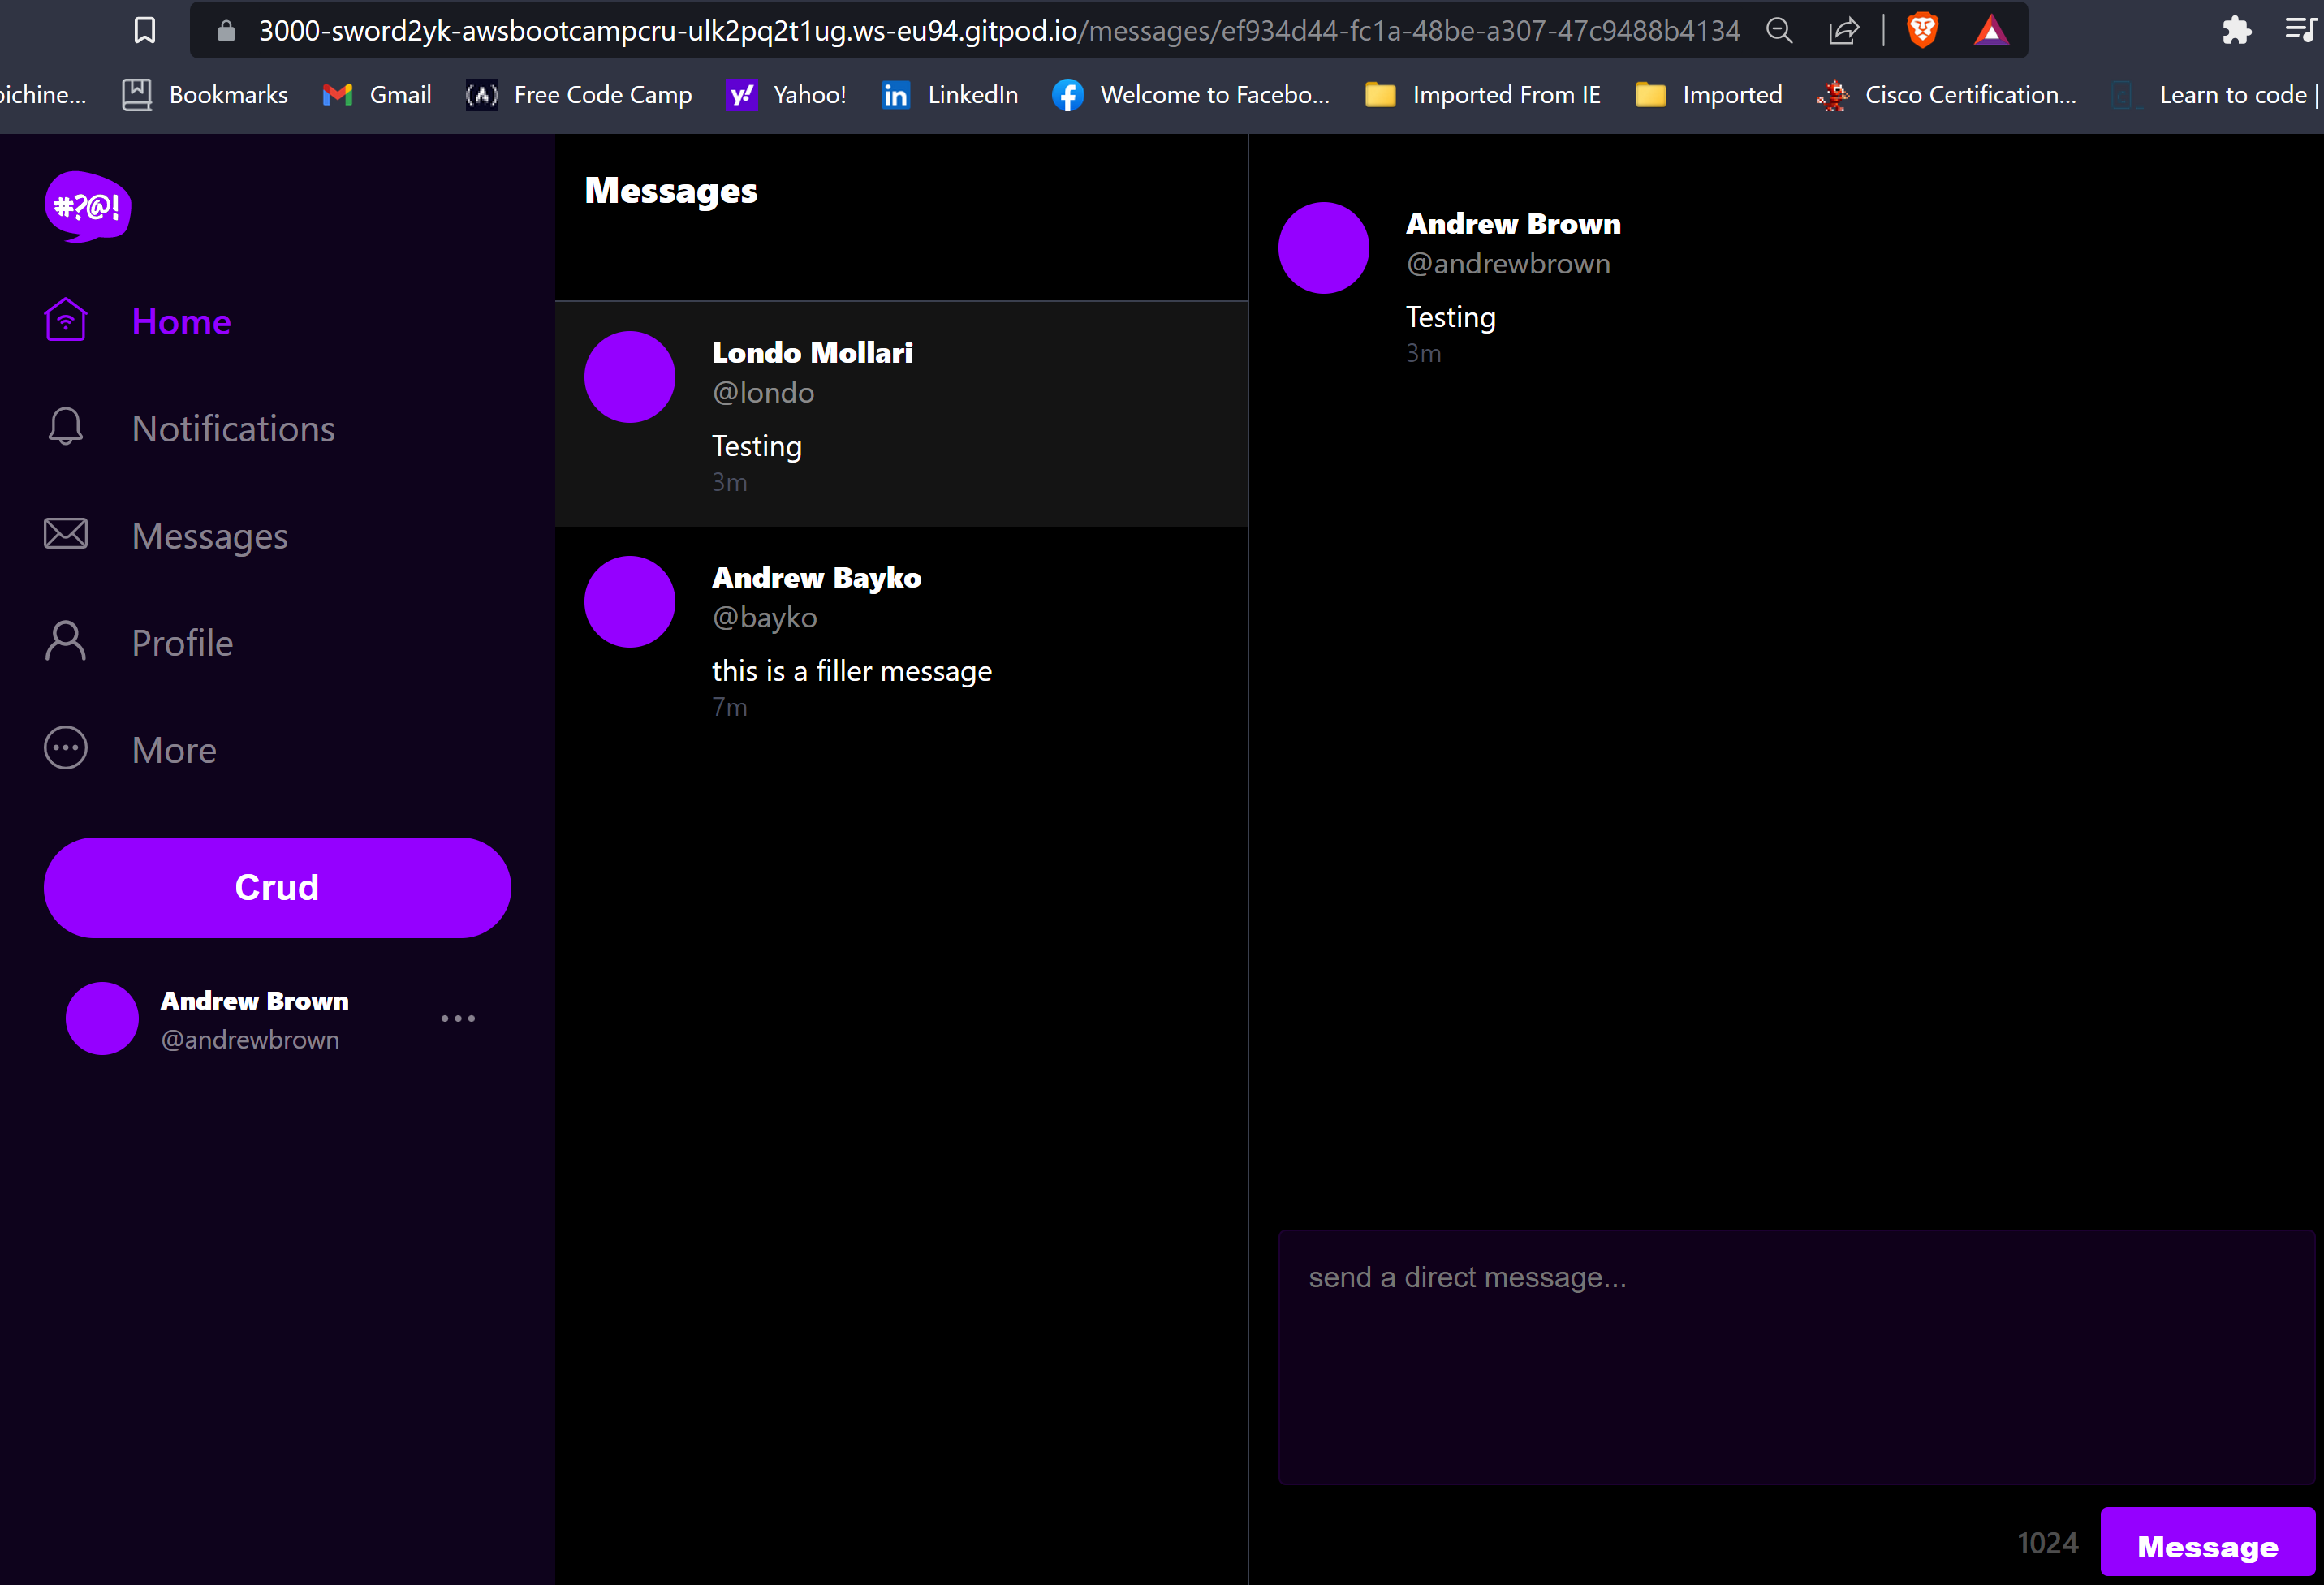 3000-sword2yk-awsbootcampcru-ulk2pq2t1ug.ws-eu94.gitpod.io/messages/ef934d44-fc1a-48be-a307-47c9488b4134
Bookmarks Gmail Free Code Camp Yahoo! LinkedIn Welcome to Facebo... Imported From IE Imported Cisco Certification... Learn to code |
#?@!
Home
Notifications
Messages
Profile
More
Crud
Andrew Brown
@andrewbrown
Messages
Londo Mollari
@londo
Testing
3m
Andrew Bayko
@bayko
this is a filler message
7m
Andrew Brown
@andrewbrown
Testing
3m
send a direct message...
1024
Message